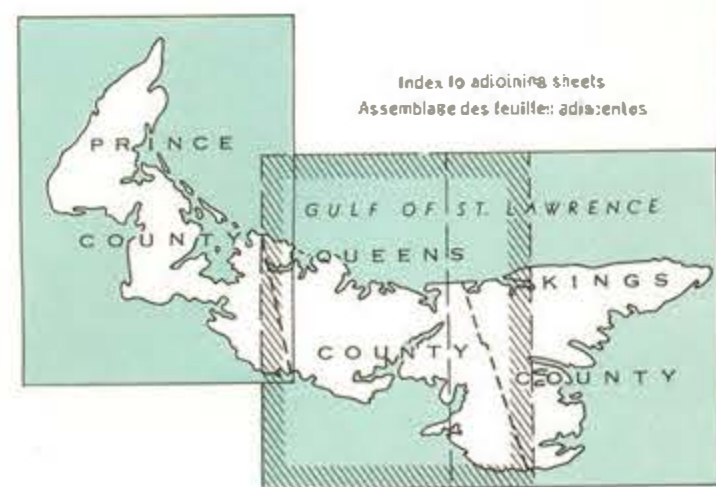 Index to adjoining sheets
Assemblage des feuilles adjacentes
PRINCE
COUNTY
GULF OF ST. LAWRENCE
QUEENS
COUNTY
KINGS
COUNTY